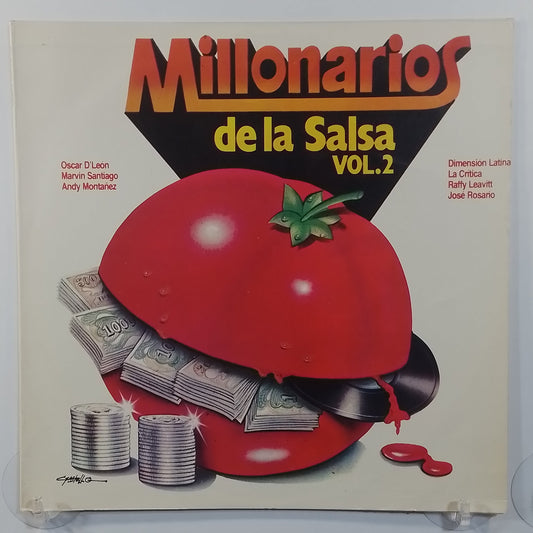 Millonarios
de la Salsa
VOL.2
Oscar D'Leon
Marvin Santiago
Andy Montañez
Dimensión Latina
La Crítica
Raffy Leavitt
José Rosario
100